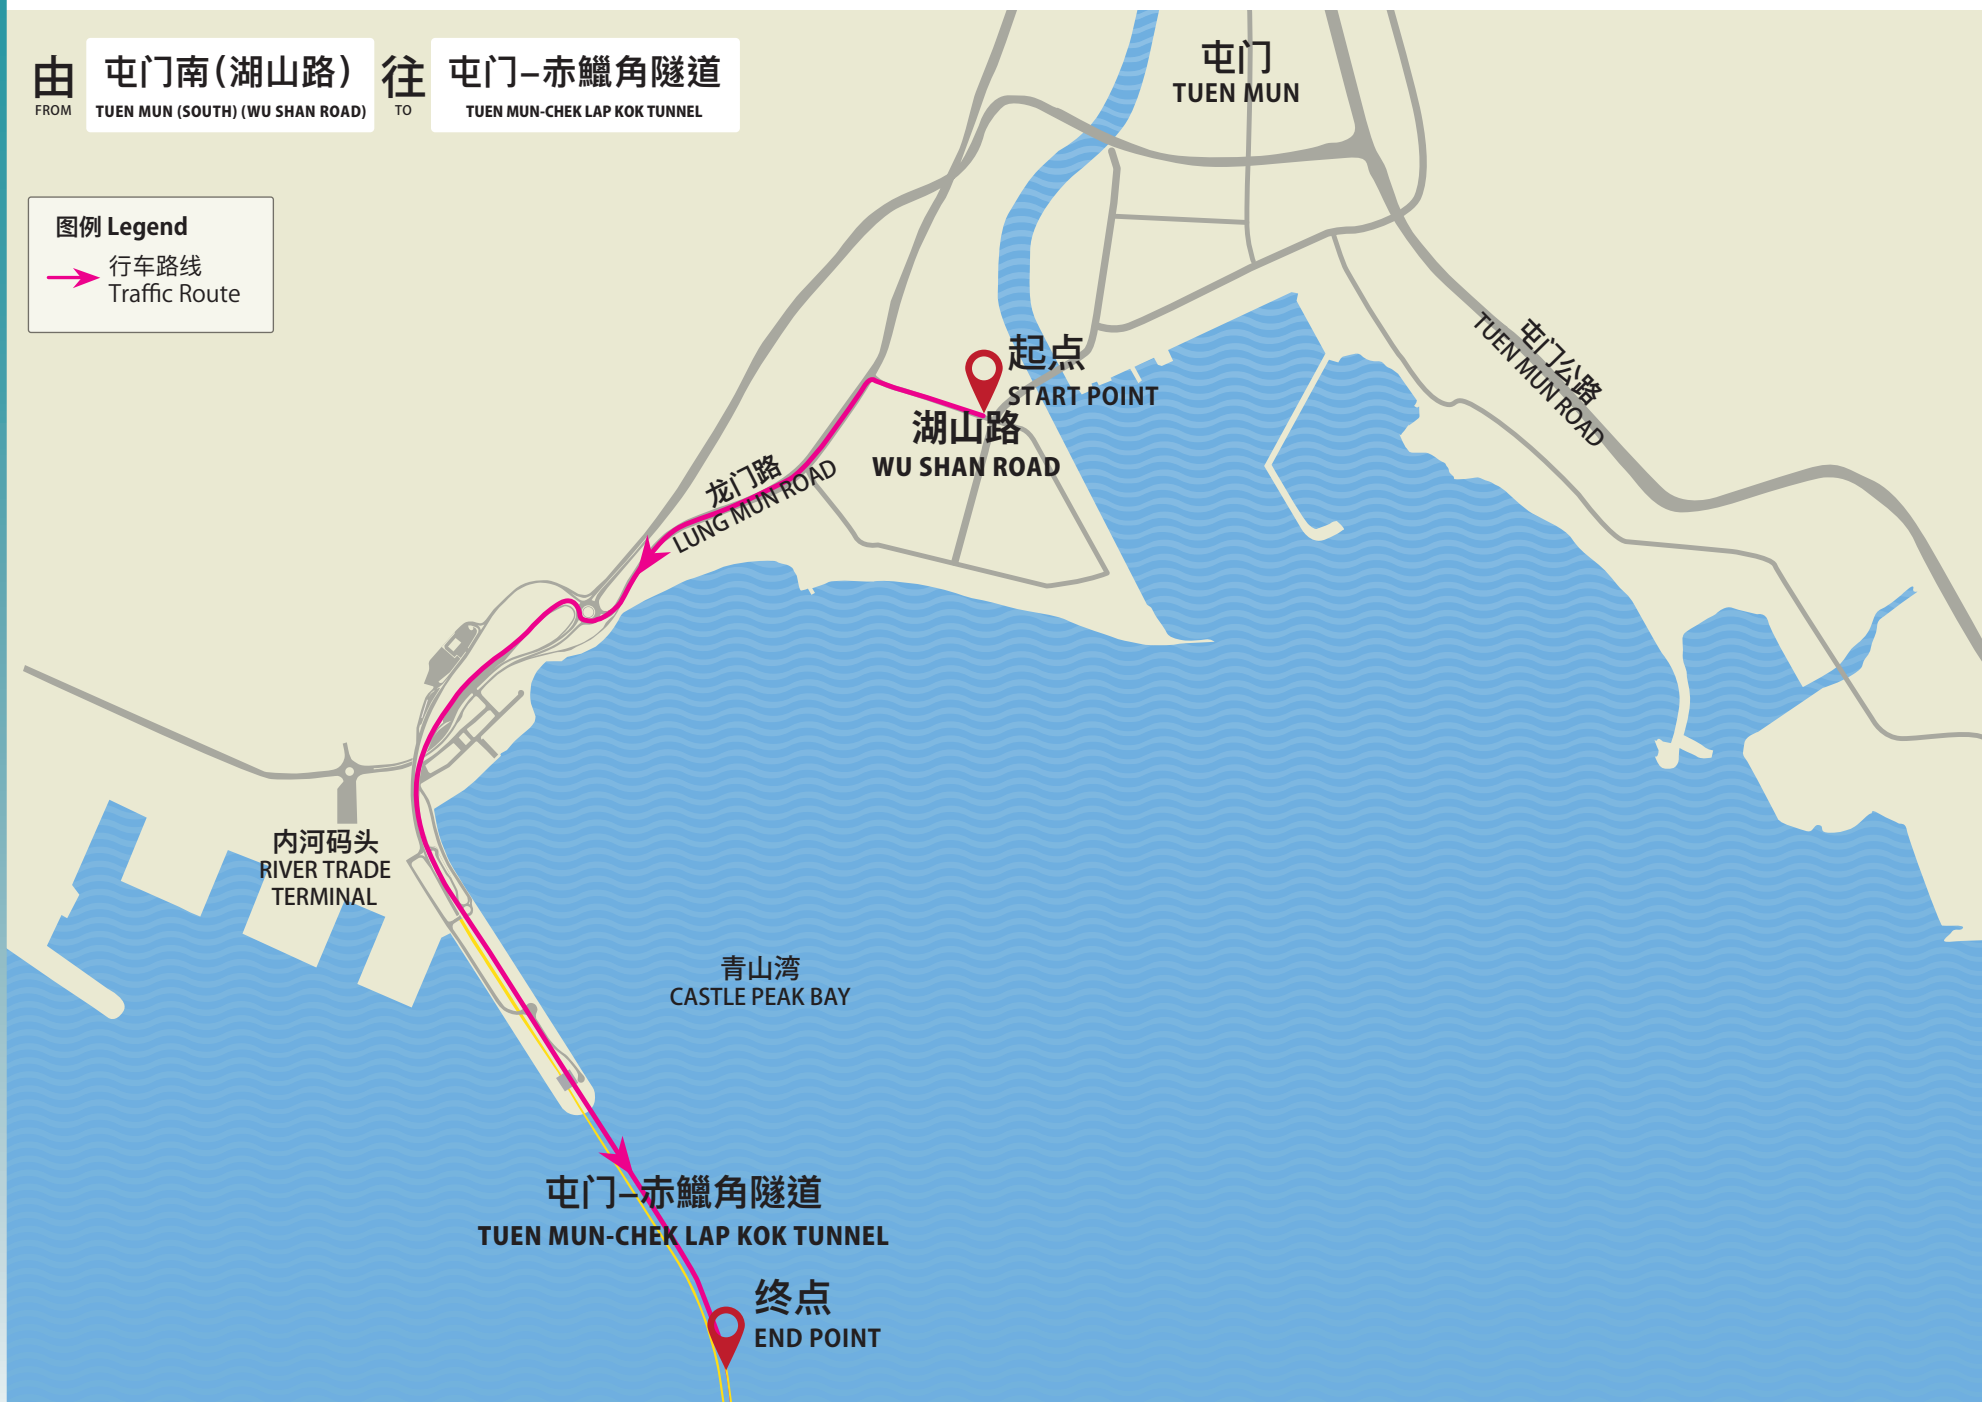 由
FROM
屯门南(湖山路)
TUEN MUN (SOUTH) (WU SHAN ROAD)
往
TO
屯门–赤鱲角隧道
TUEN MUN-CHEK LAP KOK TUNNEL
屯门
TUEN MUN
图例 Legend
行车路线
Traffic Route
起点
START POINT
湖山路
WU SHAN ROAD
屯门公路
TUEN MUN ROAD
龙门路
LUNG MUN ROAD
内河码头
RIVER TRADE
TERMINAL
青山湾
CASTLE PEAK BAY
屯门–赤鱲角隧道
TUEN MUN-CHEK LAP KOK TUNNEL
终点
END POINT